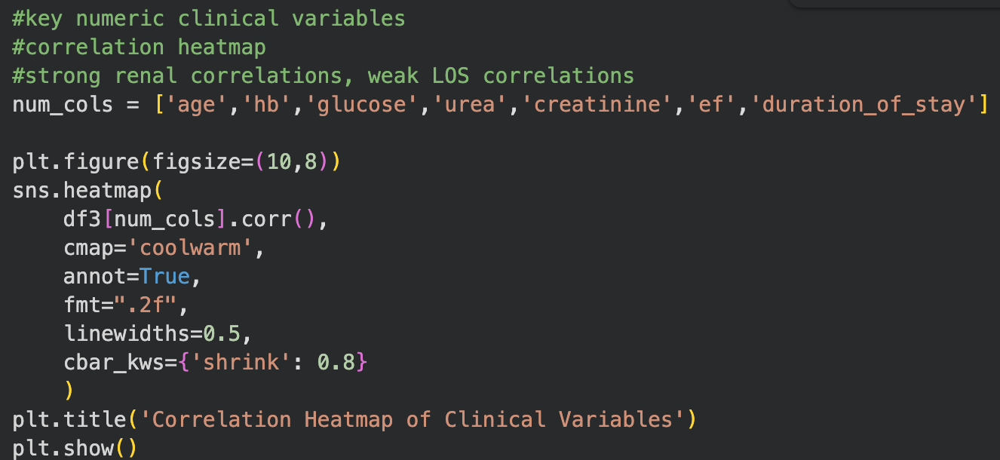 #key numeric clinical variables
#correlation heatmap
#strong renal correlations, weak LOS correlations
num_cols = ['age','hb','glucose','urea','creatinine','ef','duration_of_stay']

plt.figure(figsize=(10,8))
sns.heatmap(
    df3[num_cols].corr(),
    cmap='coolwarm',
    annot=True,
    fmt=".2f",
    linewidths=0.5,
    cbar_kws={'shrink': 0.8}
    )
plt.title('Correlation Heatmap of Clinical Variables')
plt.show()